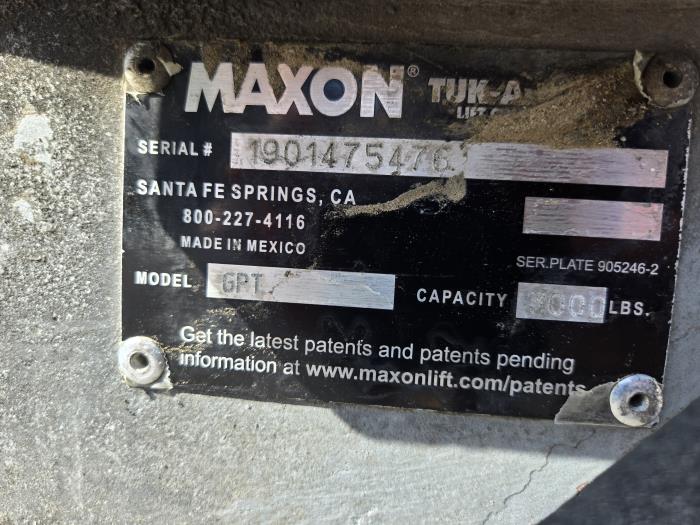 MAXON® TUK-A
LIFT
SERIAL # 1901475476
SANTA FE SPRINGS, CA
800-227-4116
MADE IN MEXICO
SER.PLATE 905246-2
MODEL GPT
CAPACITY LBS.
Get the latest patents and patents pending
information at www.maxonlift.com/patents